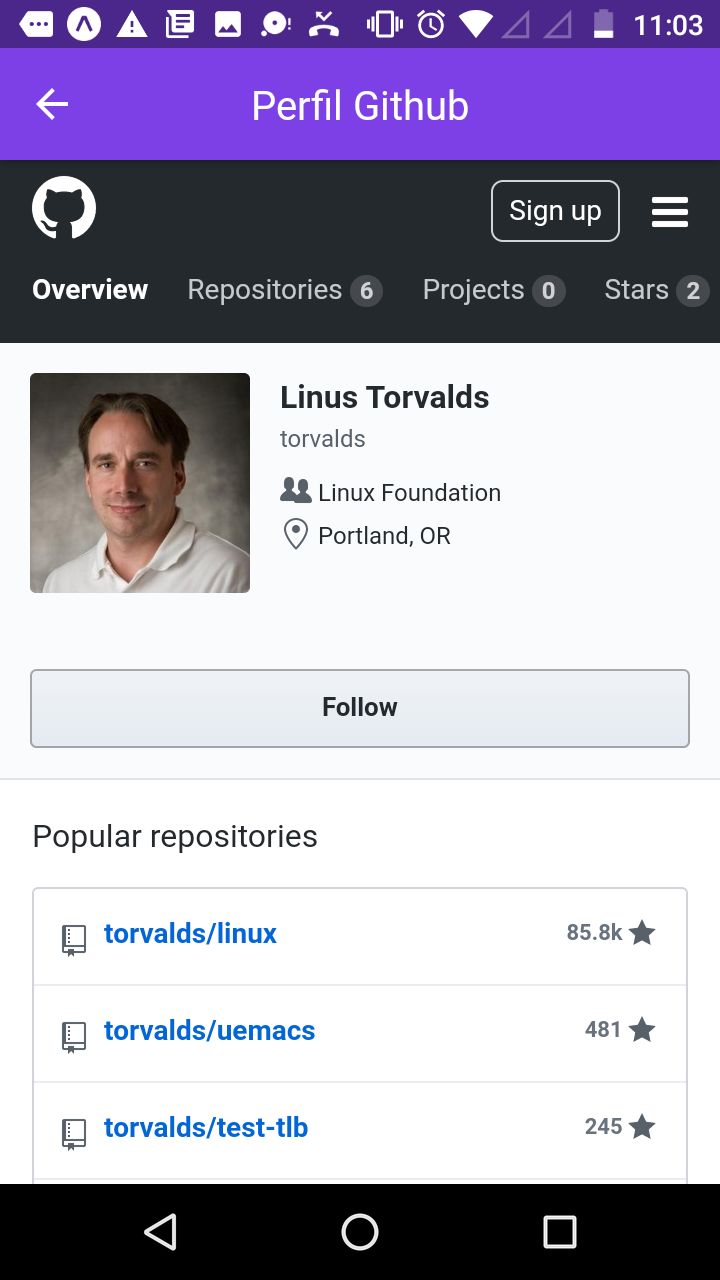 11:03
Perfil Github
Sign up
Overview Repositories 6 Projects 0 Stars 2
Linus Torvalds
torvalds
Linux Foundation
Portland, OR
Follow
Popular repositories
torvalds/linux 85.8k
torvalds/uemacs 481
torvalds/test-tlb 245